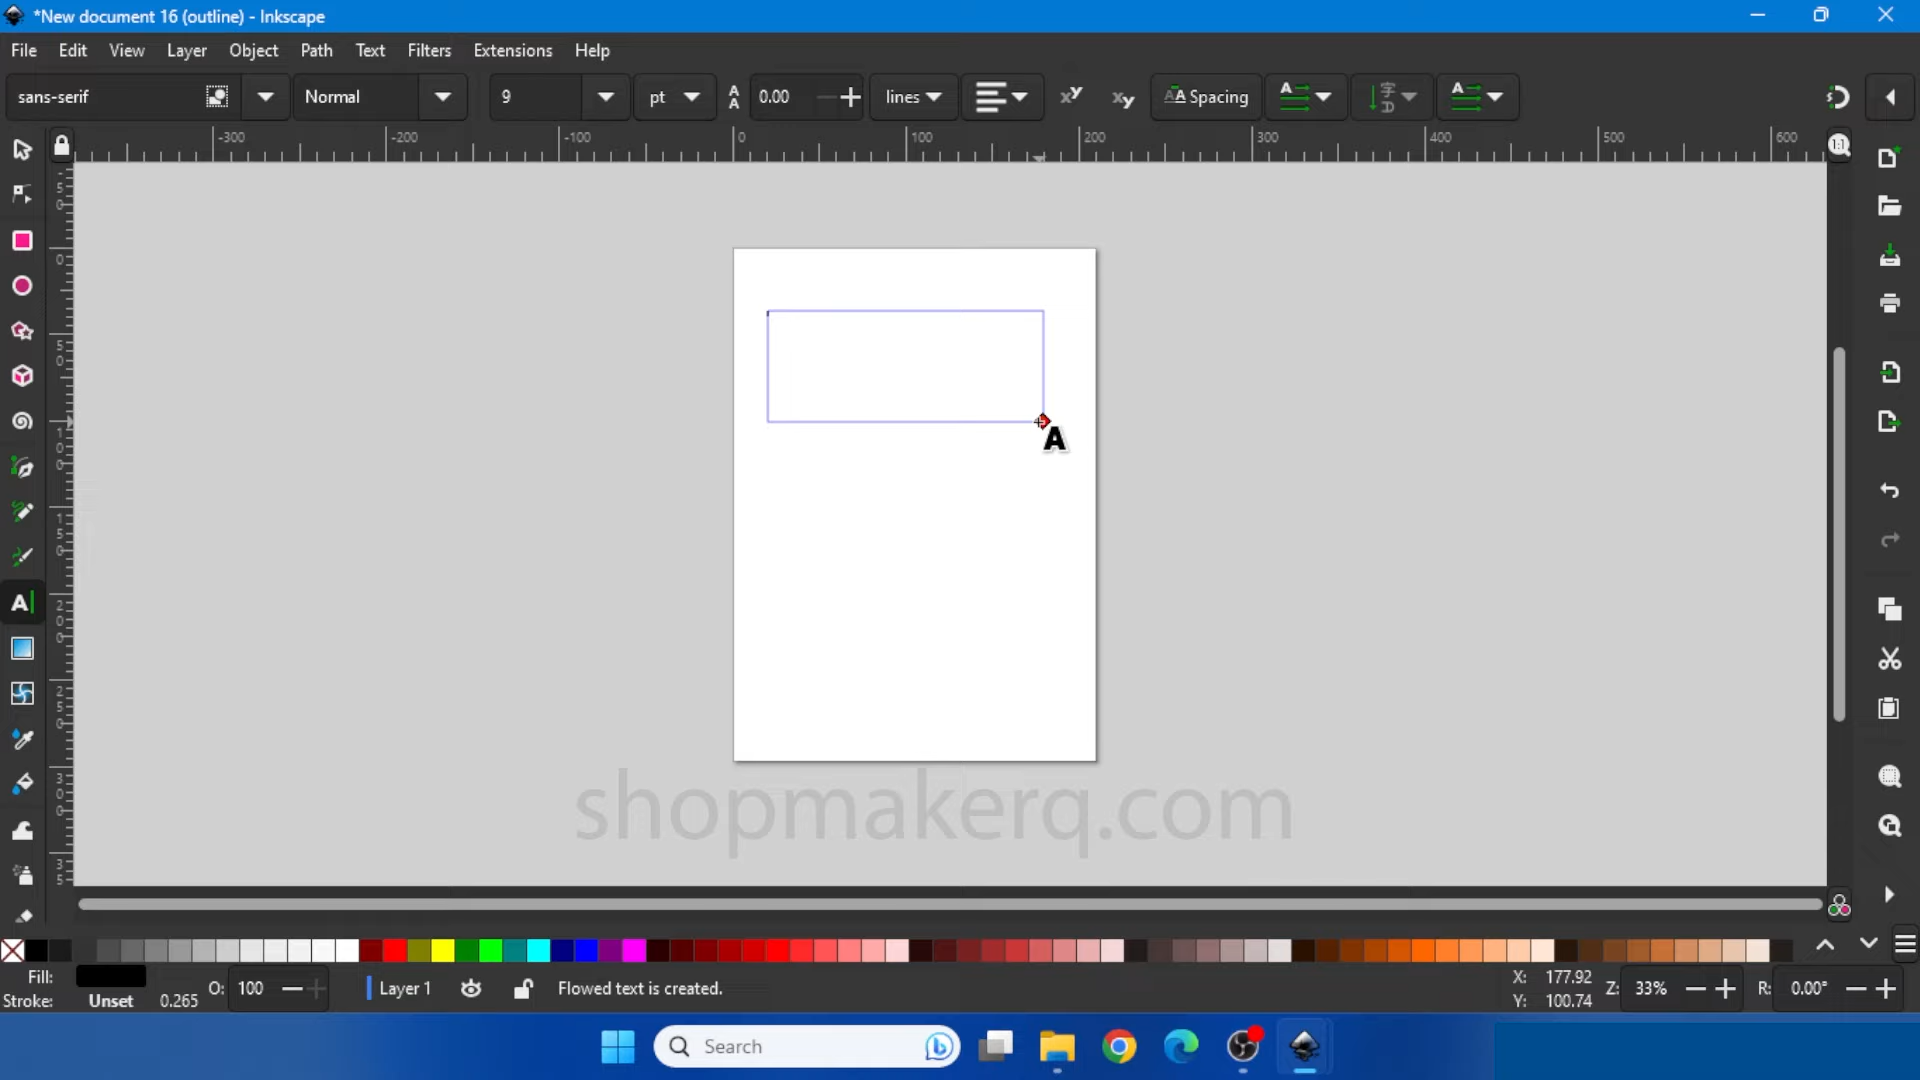 *New document 16 (outline) - Inkscape
File Edit View Layer Object Path Text Filters Extensions Help
sans-serif Normal 9 pt 0.00 lines Spacing
-300 -200 -100 0 100 200 300 400 500 600
shopmakerq.com
Fill:
Stroke: Unset 0.265 O: 100 Layer 1 Flowed text is created. X: 177.92 Y: 100.74 Z: 33% R: 0.00°
Search